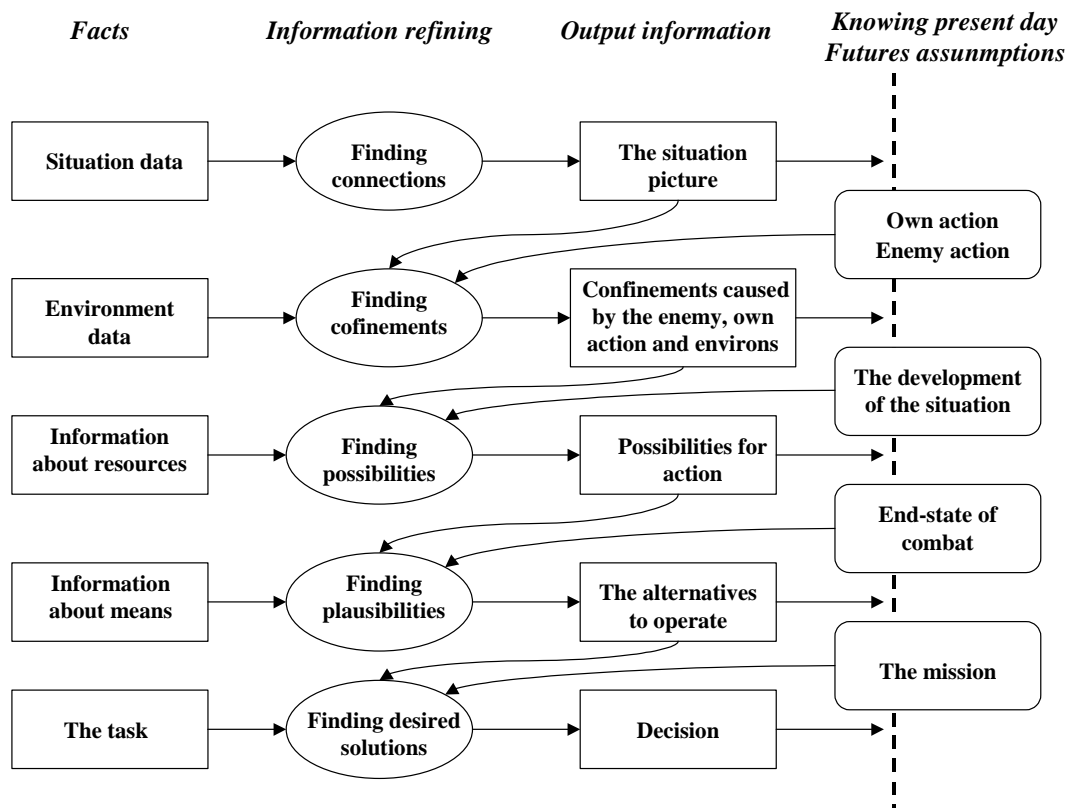 Facts
Information refining
Output information
Knowing present day
Futures assunmptions
Situation data
Finding
connections
The situation
picture
Own action
Enemy action
Environment
data
Finding
cofinements
Confinements caused
by the enemy, own
action and environs
The development
of the situation
Information
about resources
Finding
possibilities
Possibilities for
action
End-state of
combat
Information
about means
Finding
plausibilities
The alternatives
to operate
The mission
The task
Finding desired
solutions
Decision